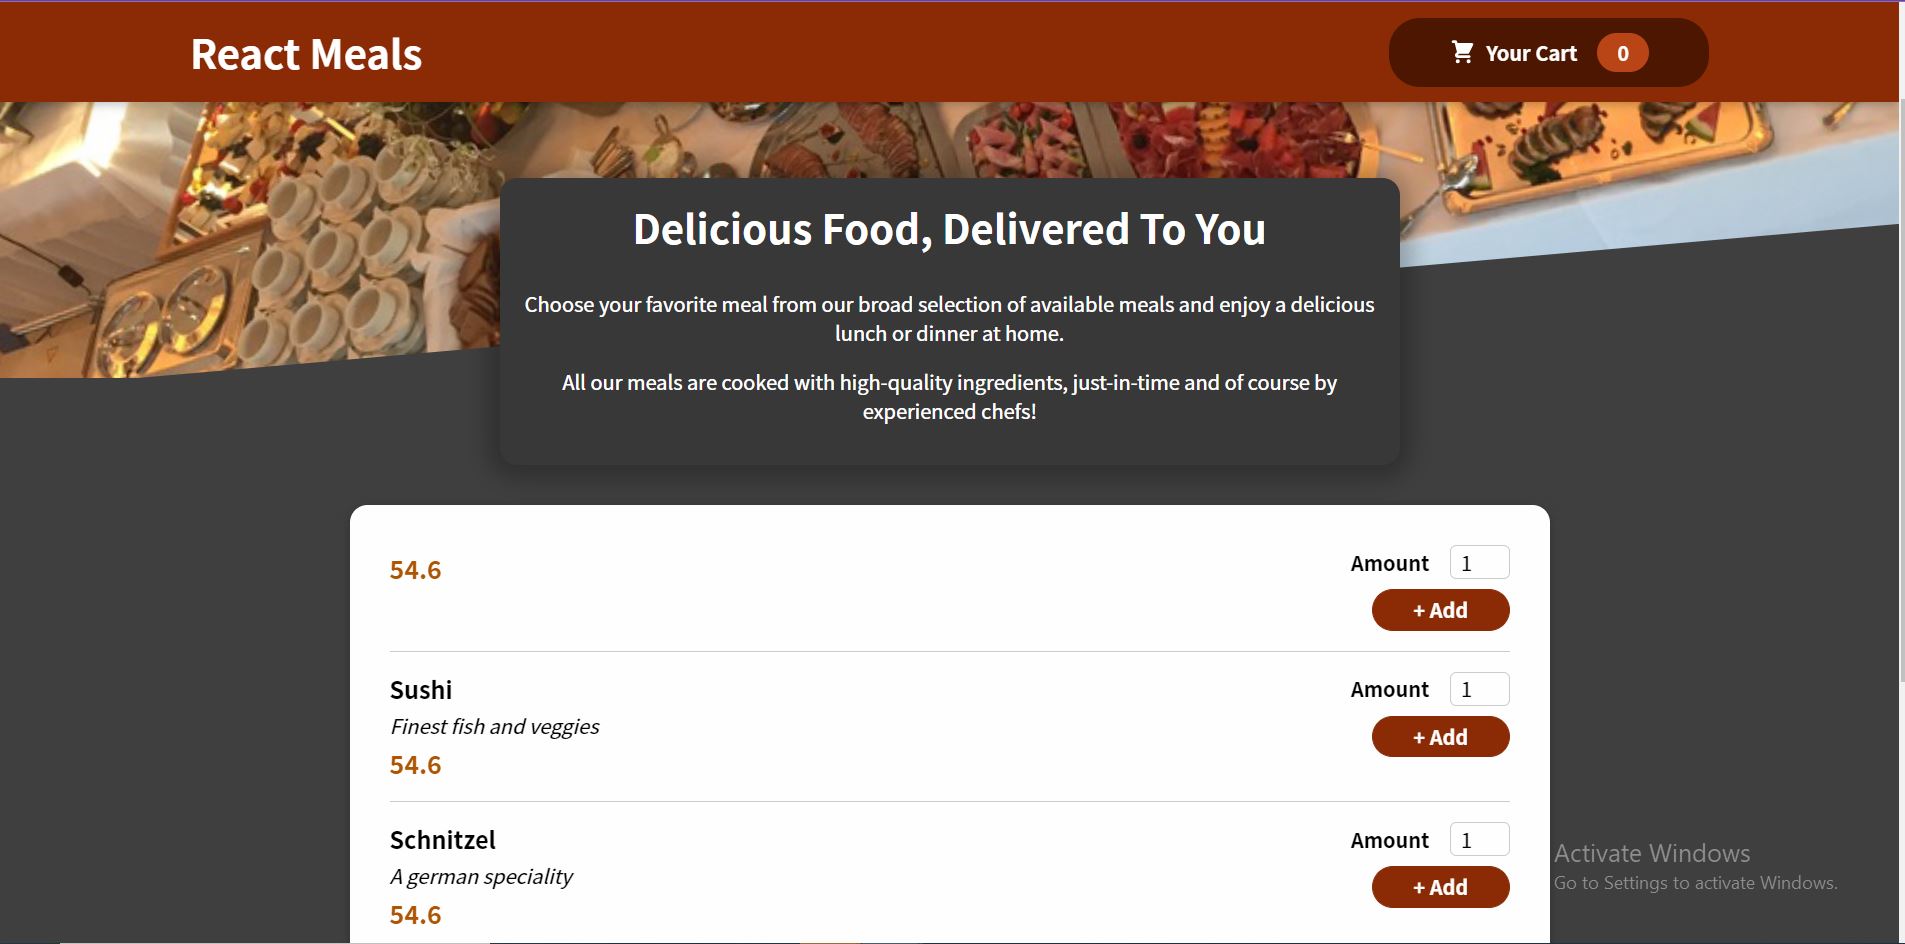 React Meals
Your Cart 0
Delicious Food, Delivered To You
Choose your favorite meal from our broad selection of available meals and enjoy a delicious
lunch or dinner at home.
All our meals are cooked with high-quality ingredients, just-in-time and of course by
experienced chefs!
54.6
Amount 1
+ Add
Sushi
Finest fish and veggies
54.6
Amount 1
+ Add
Schnitzel
A german speciality
54.6
Amount 1
+ Add
Activate Windows
Go to Settings to activate Windows.